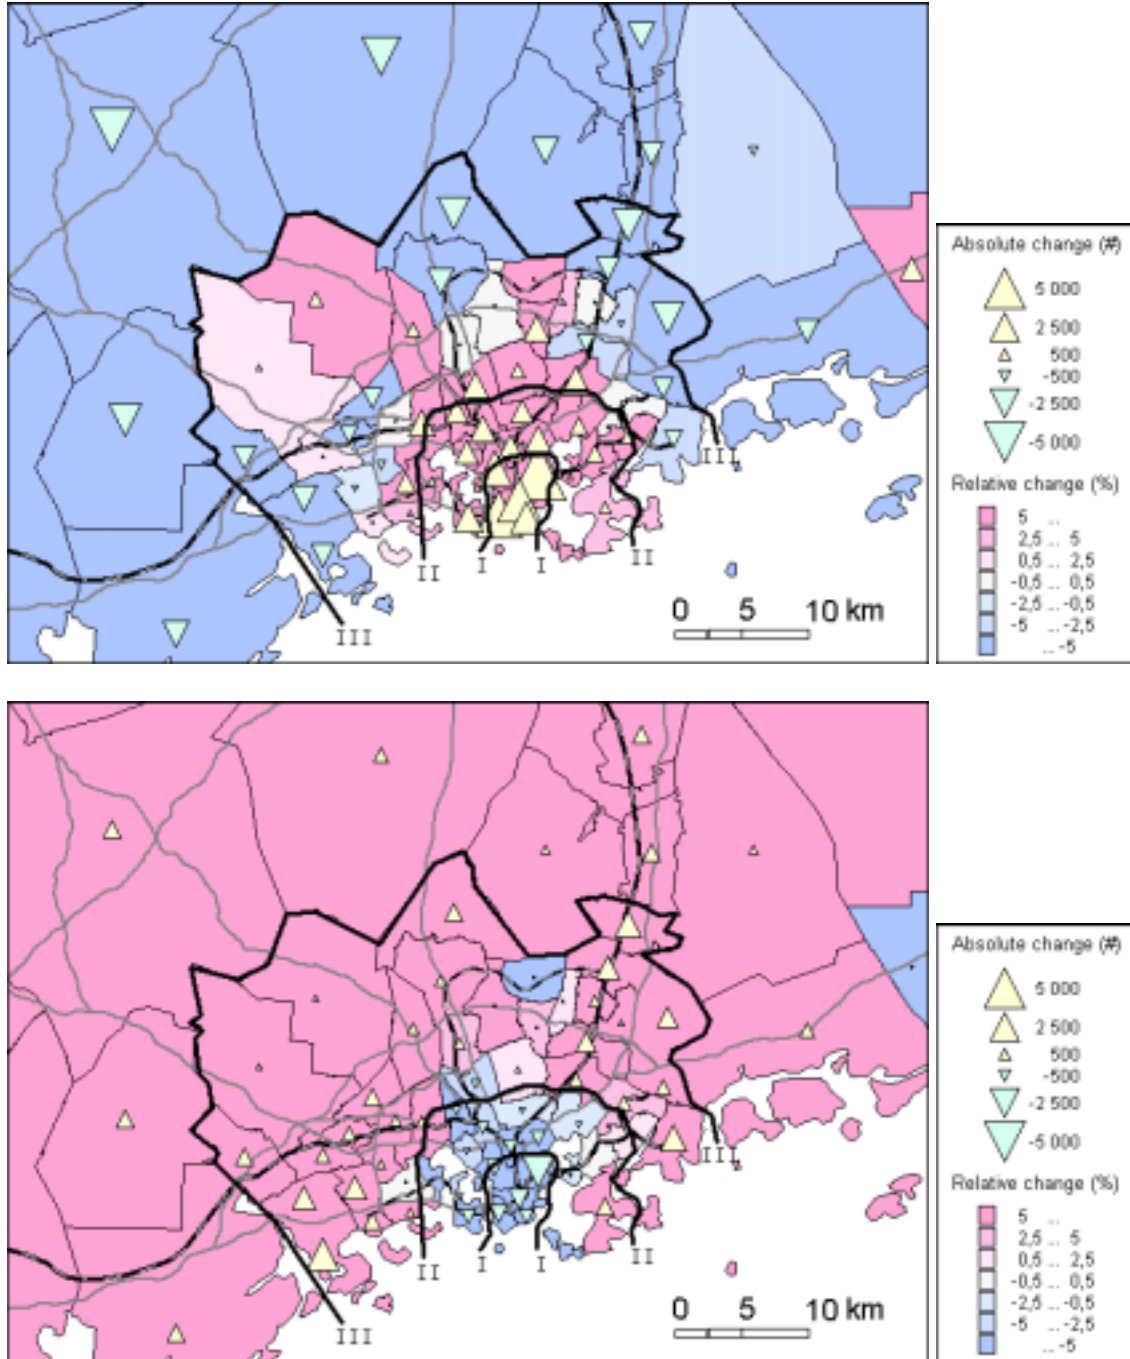 Absolute change (#)
5 000
2 500
500
-500
-2 500
-5 000
Relative change (%)
5 ...
2,5 ... 5
0,5 ... 2,5
-0,5 ... 0,5
-2,5 ... -0,5
-5 ... -2,5
... -5
III
II I I II
0 5 10 km
III
Absolute change (#)
5 000
2 500
500
-500
-2 500
-5 000
Relative change (%)
5 ...
2,5 ... 5
0,5 ... 2,5
-0,5 ... 0,5
-2,5 ... -0,5
-5 ... -2,5
... -5
III
II I I II
0 5 10 km
III